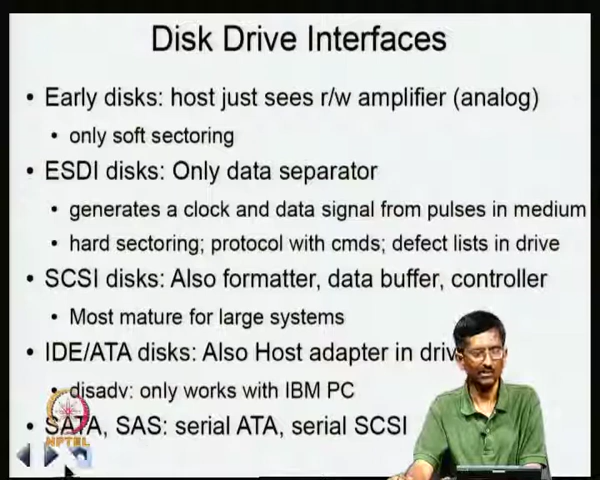 Disk Drive Interfaces
• Early disks: host just sees r/w amplifier (analog)
• only soft sectoring
• ESDI disks: Only data separator
• generates a clock and data signal from pulses in medium
• hard sectoring; protocol with cmds; defect lists in drive
• SCSI disks: Also formatter, data buffer, controller
• Most mature for large systems
• IDE/ATA disks: Also Host adapter in driv
• disadv: only works with IBM PC
• SATA, SAS: serial ATA, serial SCSI
NPTEL